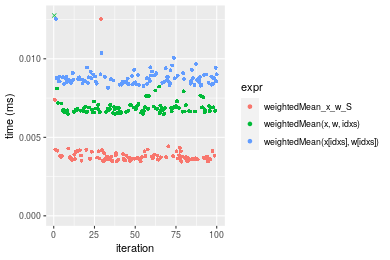 0.010
0.005
0.000
time (ms)
0
25
50
75
100
iteration
expr
weightedMean_x_w_S
weightedMean(x, w, idxs)
weightedMean(x[idxs], w[idxs])